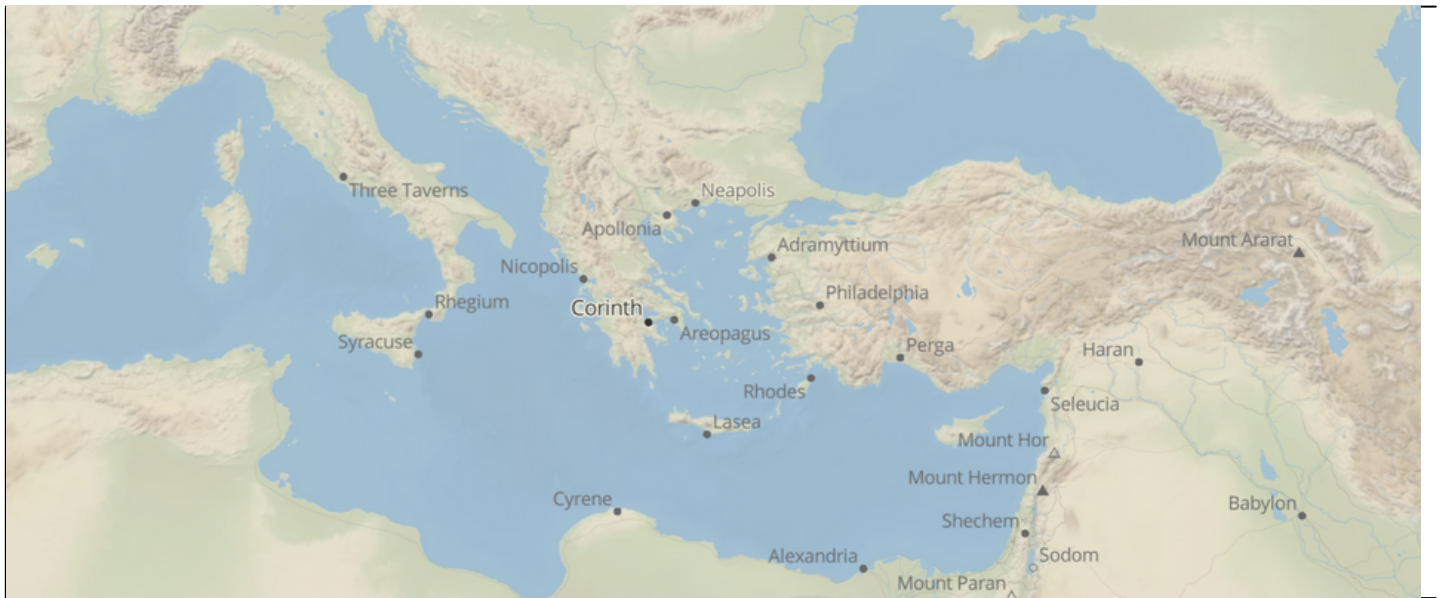 Three Taverns
Neapolis
Apollonia
Adramyttium
Mount Ararat
Nicopolis
Philadelphia
Rhegium
Corinth
Areopagus
Syracuse
Perga
Haran
Rhodes
Seleucia
Lasea
Mount Hor
Mount Hermon
Cyrene
Babylon
Shechem
Alexandria
Sodom
Mount Paran